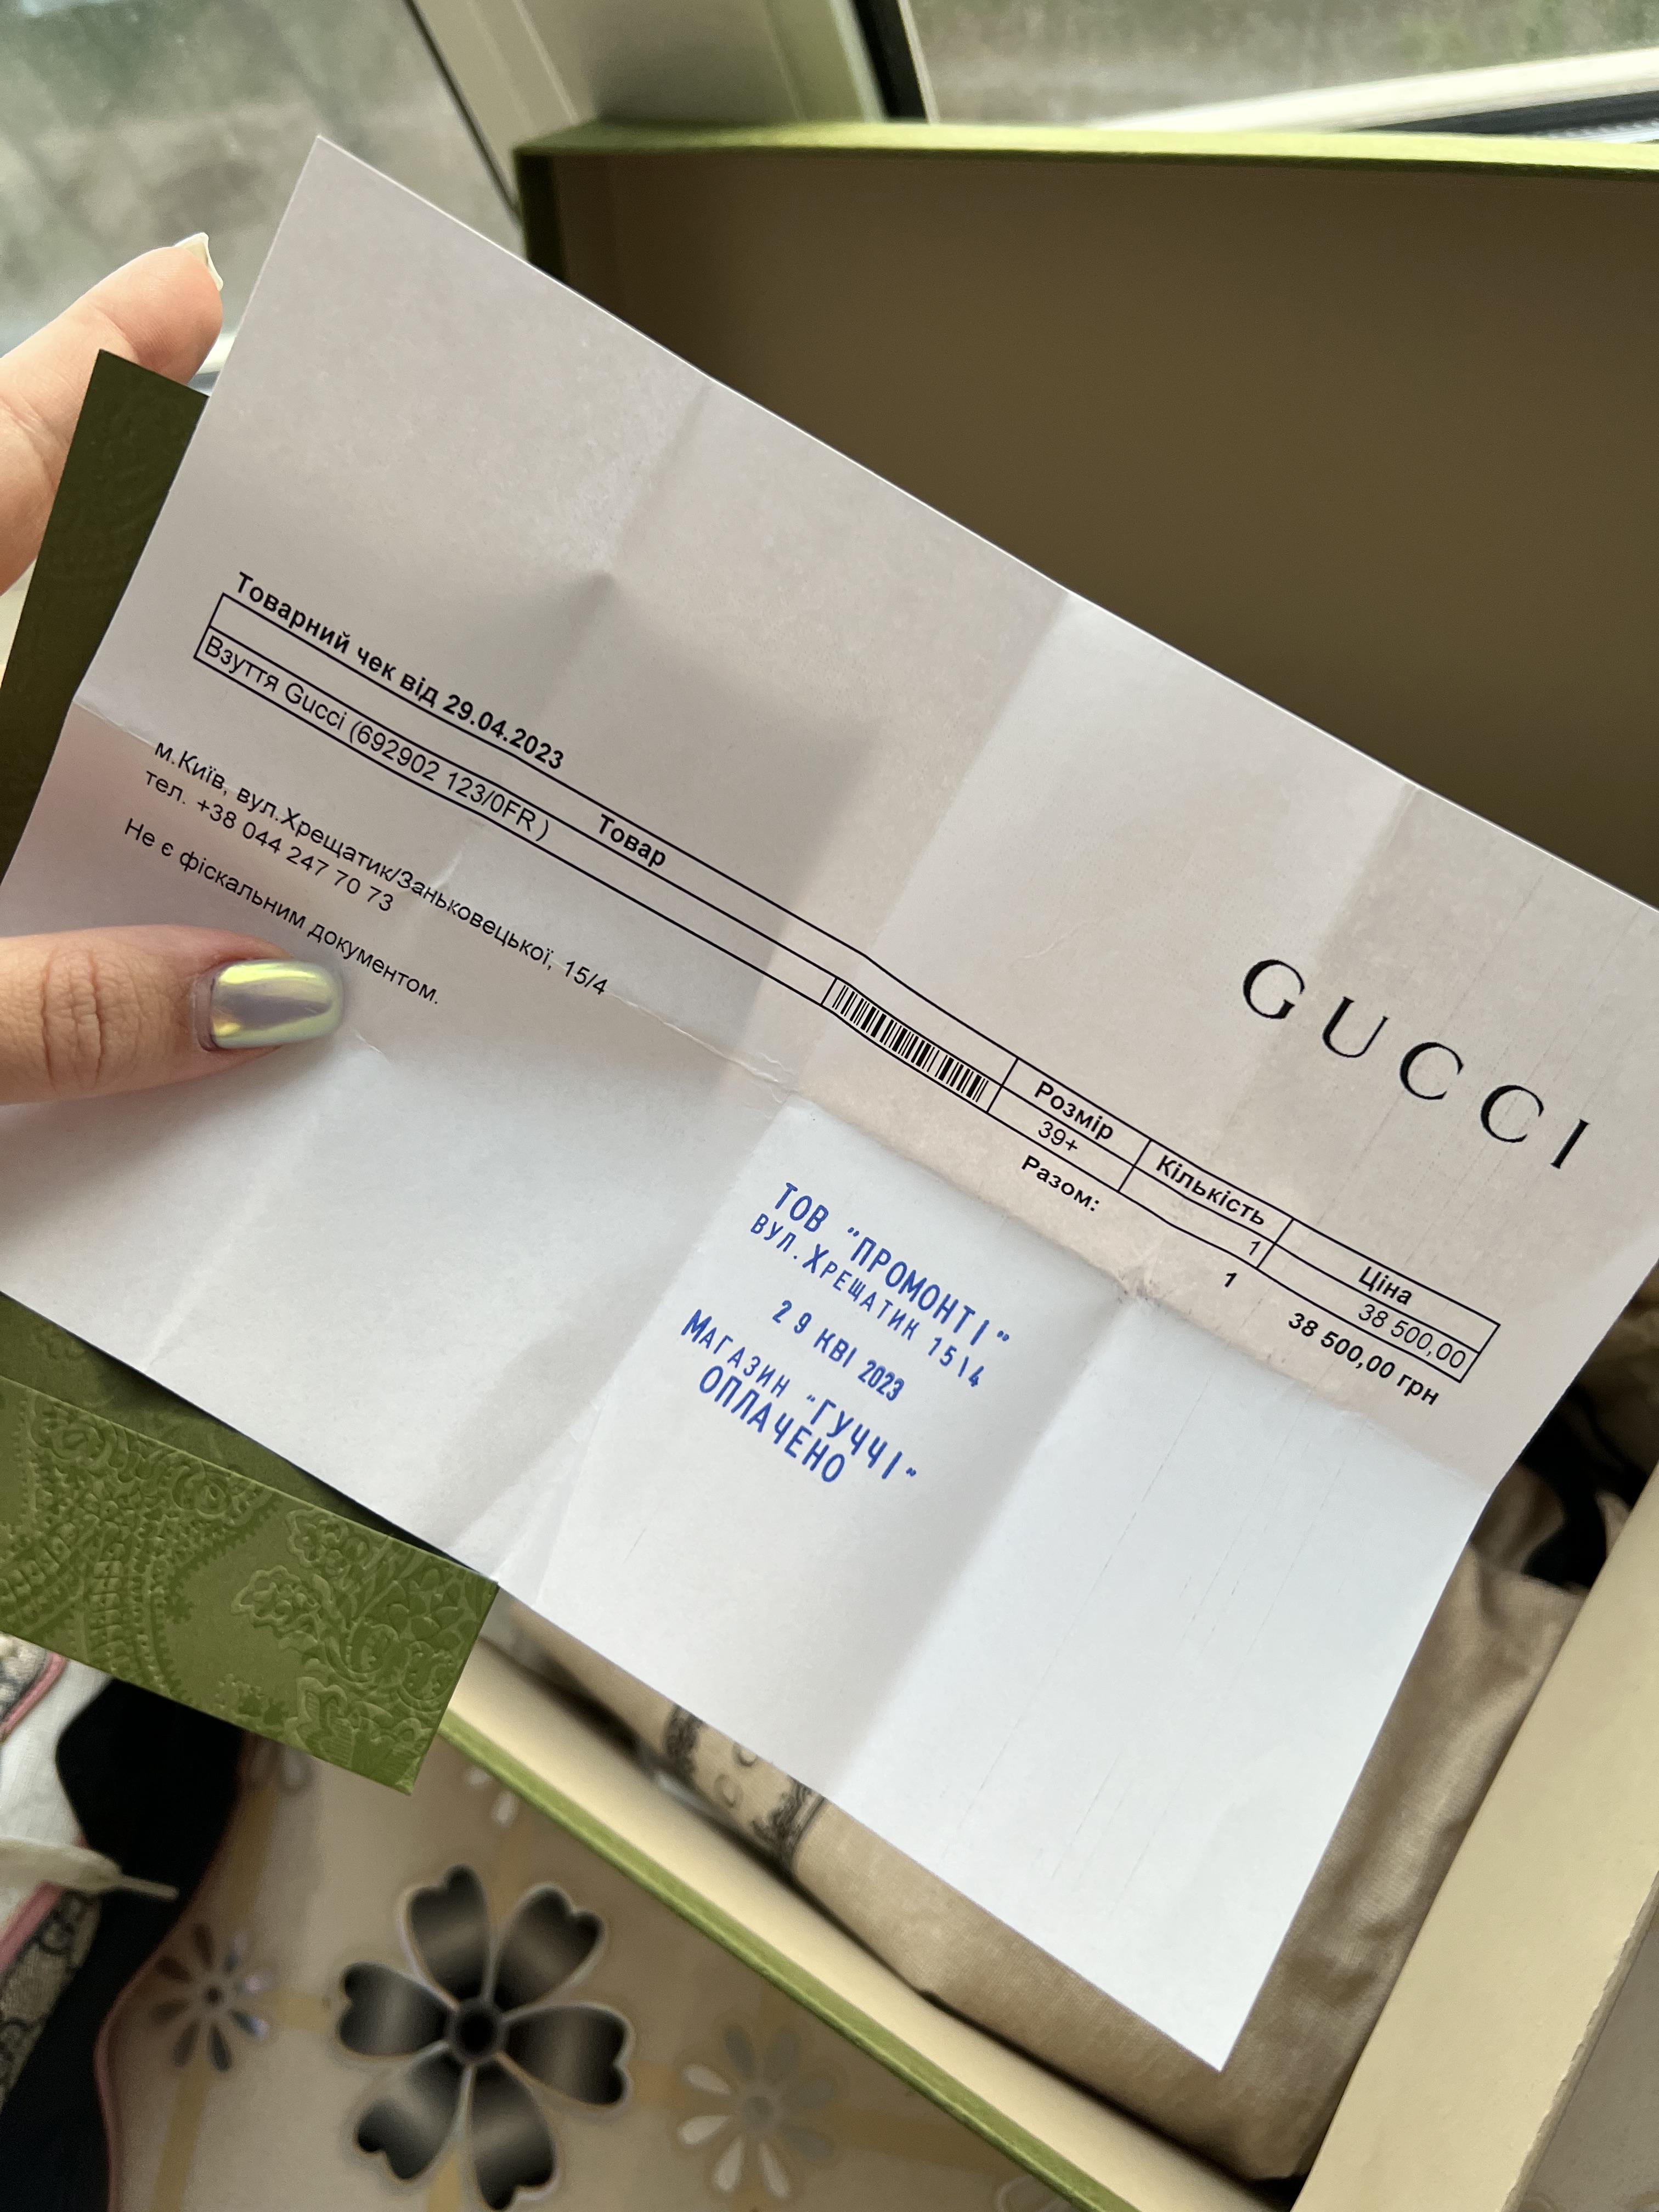 GUCCI
Товарний чек від 29.04.2023
Товар Розмір Кількість Ціна
Взуття Gucci (692902 123/0FR ) 39+ 1 38 500,00
Разом: 1 38 500,00 грн
м.Київ, вул.Хрещатик/Заньковецької, 15/4
тел. +38 044 247 70 73
Не є фіскальним документом.
ТОВ "ПРОМОНТІ"
ВУЛ.ХРЕЩАТИК 15\4
29 КВІ 2023
МАГАЗИН "ГУЧЧІ"
ОПЛАЧЕНО